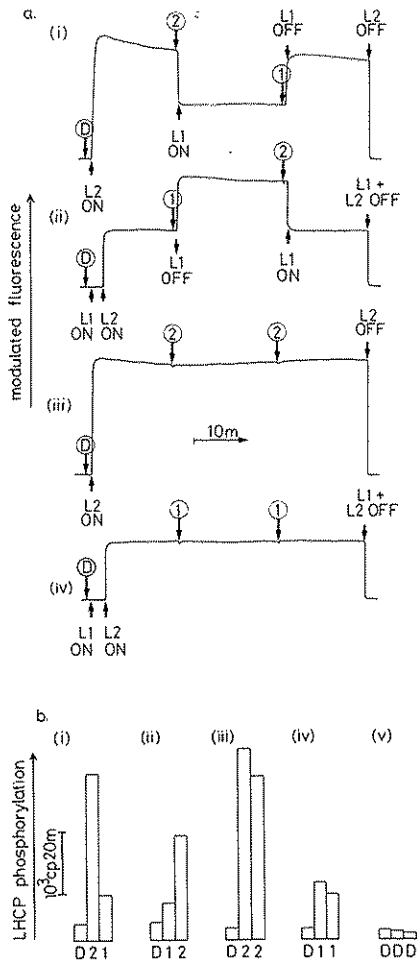 a.
(i)
D
L2
ON
2
L1
ON
1
L1
OFF
L2
OFF
modulated fluorescence
(ii)
D
L1
ON
L2
ON
1
L1
OFF
2
L1
ON
L1 +
L2 OFF
(iii)
D
L2
ON
2
2
L2
OFF
10m
(iv)
D
L1
ON
L2
ON
1
1
L1 +
L2 OFF
b.
LHCP phosphorylation
10³cp20m
(i)
(ii)
(iii)
(iv)
(v)
D 2 1
D 1 2
D 2 2
D 1 1
D D D